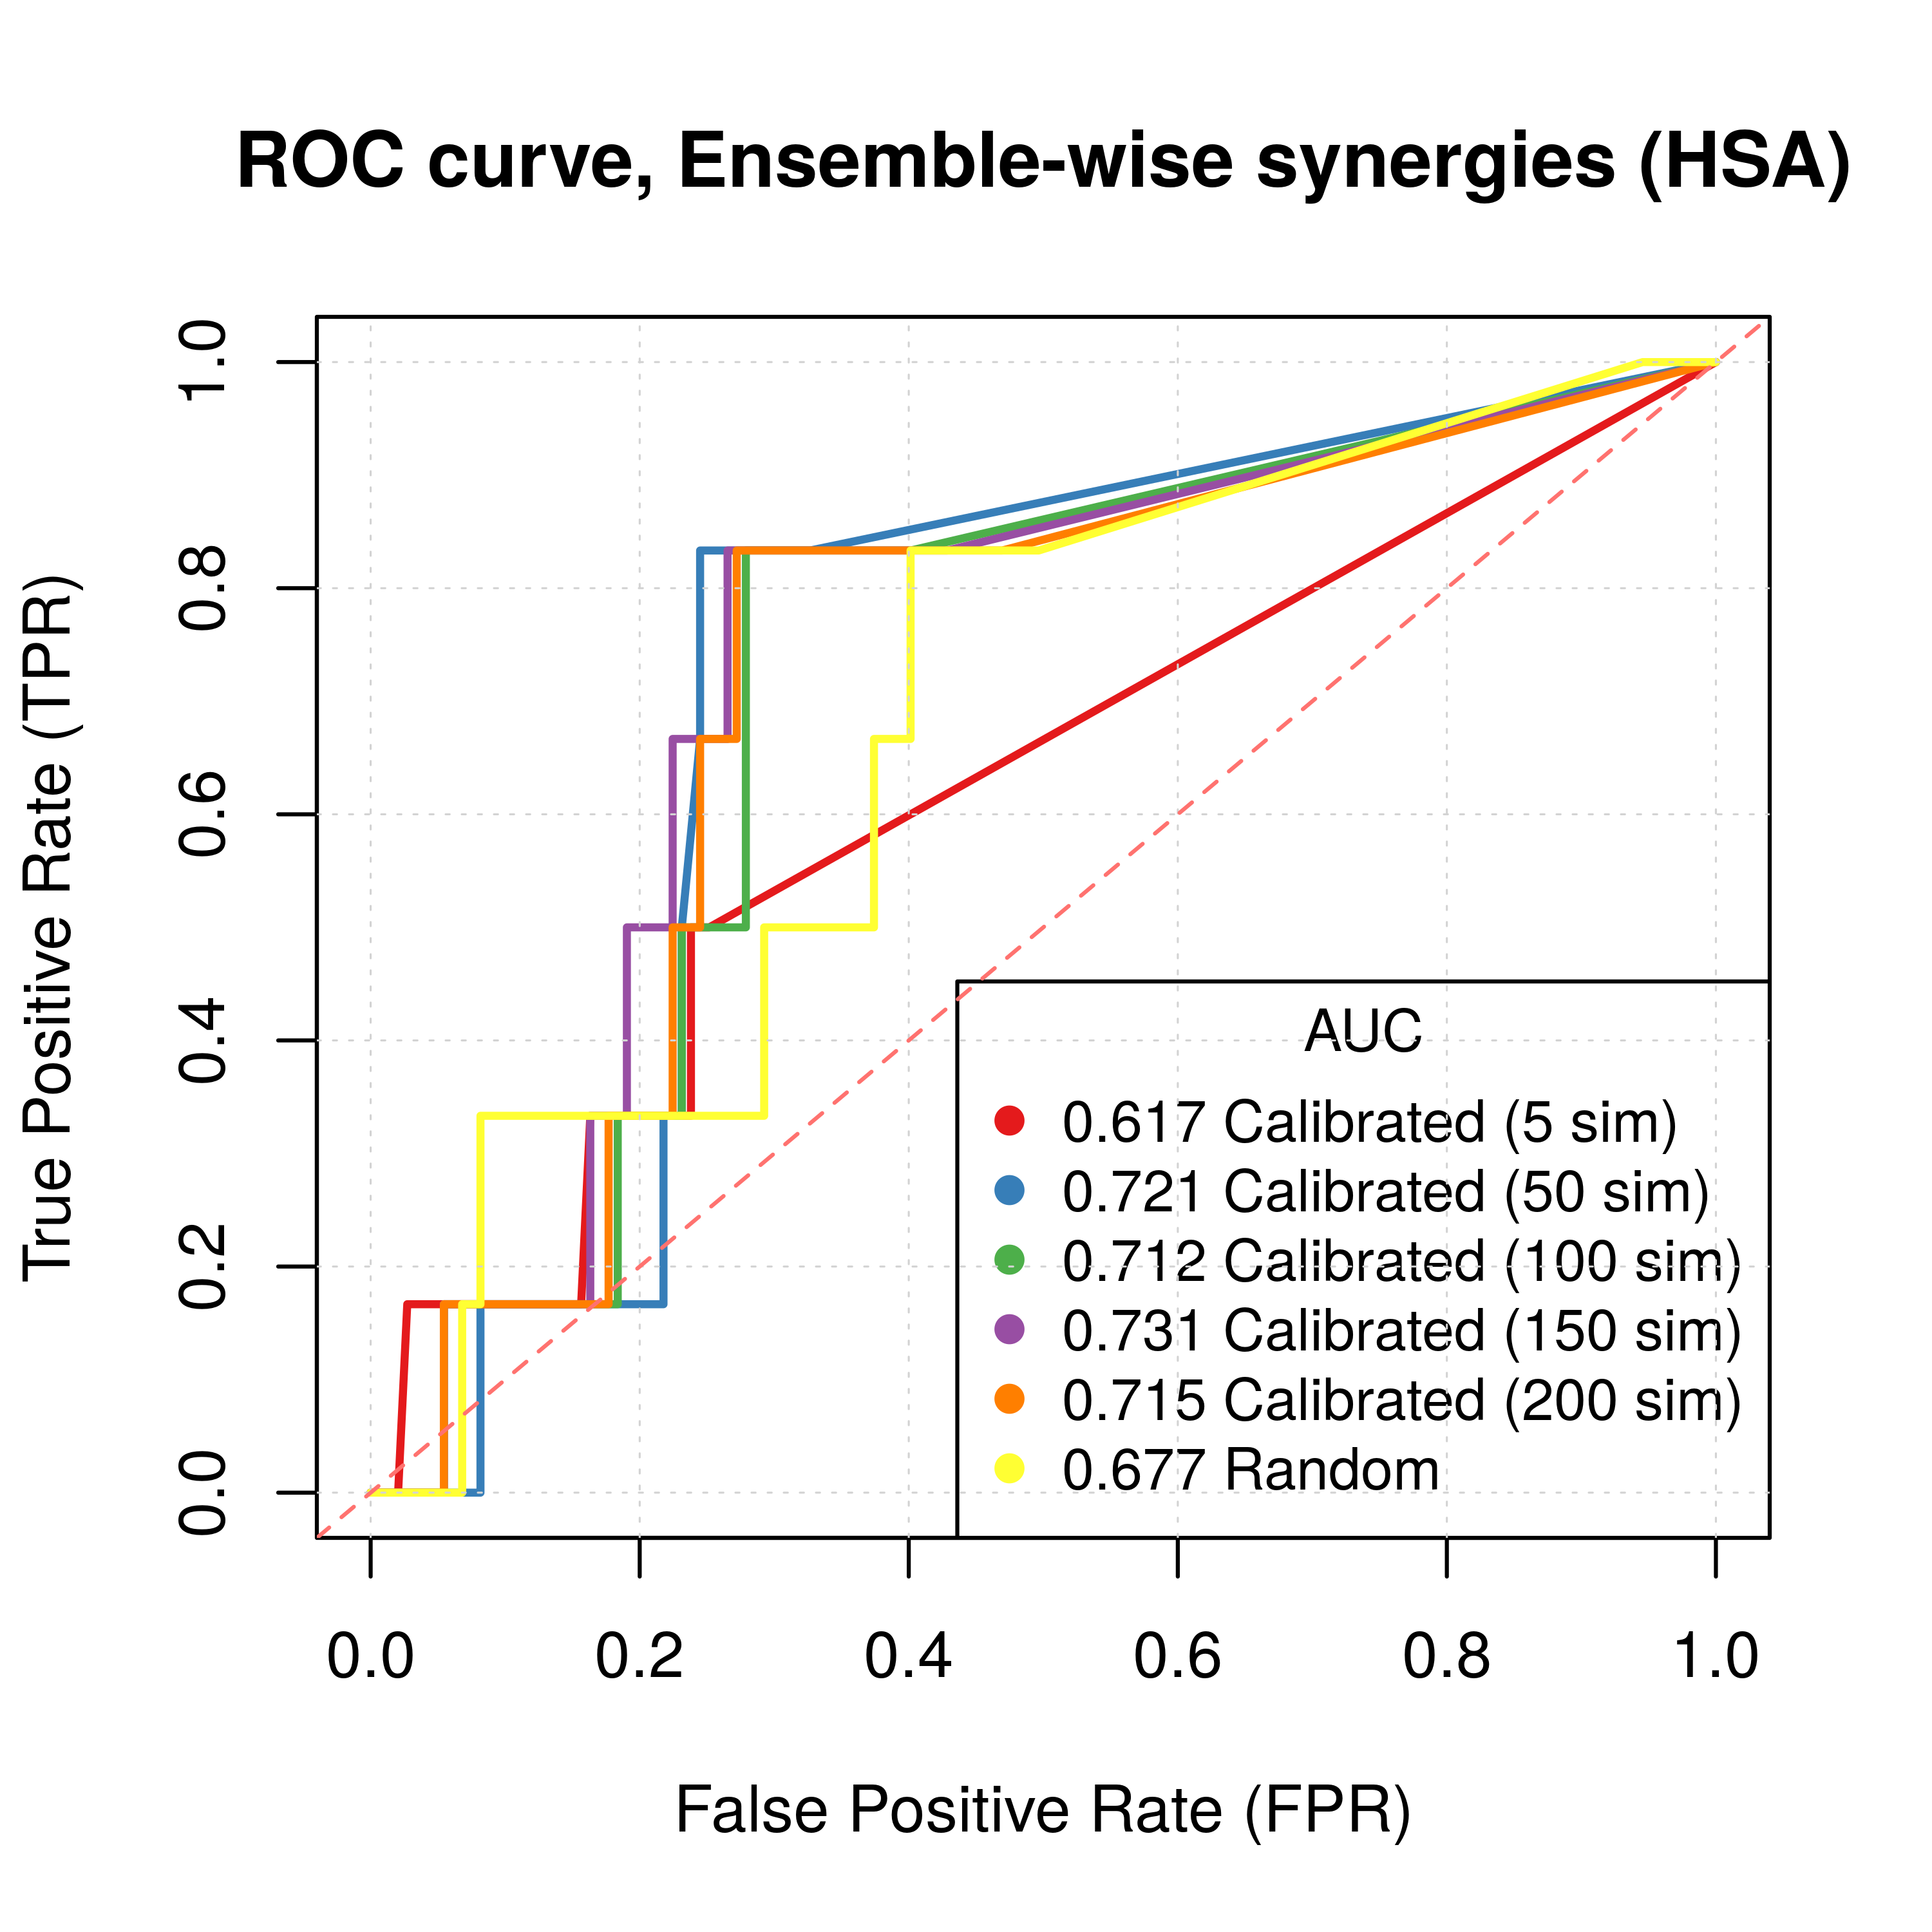 ROC curve, Ensemble-wise synergies (HSA)
True Positive Rate (TPR)
1.0
0.8
0.6
0.4
0.2
0.0
AUC
0.617 Calibrated (5 sim)
0.721 Calibrated (50 sim)
0.712 Calibrated (100 sim)
0.731 Calibrated (150 sim)
0.715 Calibrated (200 sim)
0.677 Random
0.0 0.2 0.4 0.6 0.8 1.0
False Positive Rate (FPR)